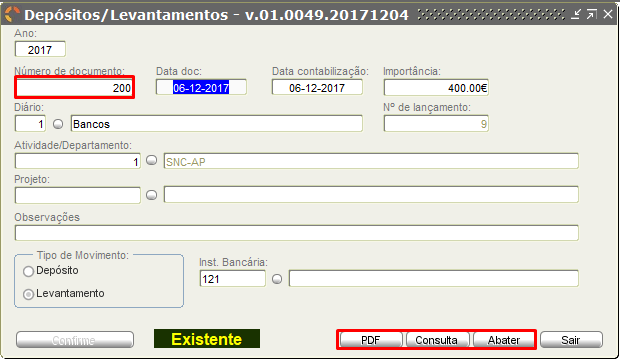 Depósitos/Levantamentos - v.01.0049.20171204
Ano:
2017
Número de documento: Data doc: Data contabilização: Importância:
200 06-12-2017 06-12-2017 400.00€
Diário: Nº de lançamento:
1 Bancos 9
Atividade/Departamento:
1 SNC-AP
Projeto:
Observações
Tipo de Movimento: Inst. Bancária:
Depósito
121
Levantamento
Confirme Existente PDF Consulta Abater Sair